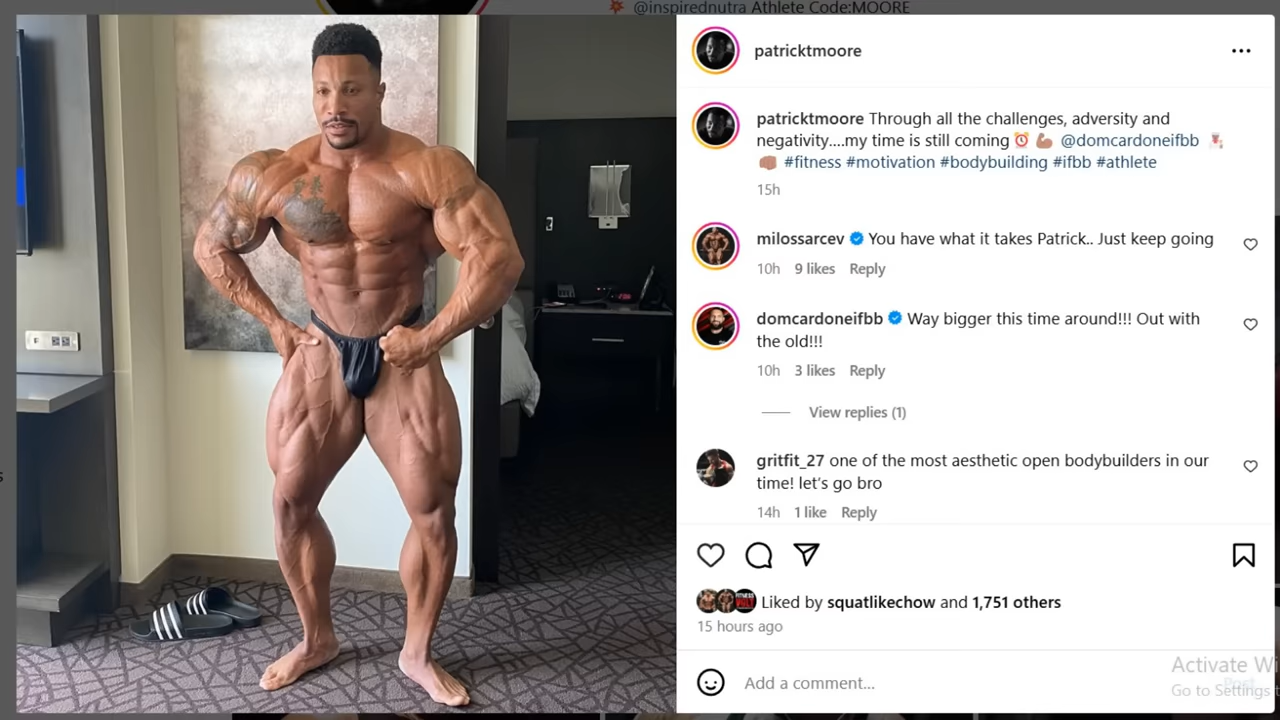 @inspirednutra Athlete Code:MOORE
patricktmoore
patricktmoore Through all the challenges, adversity and
negativity....my time is still coming ⏰ 💪🏽 @domcardoneifbb
👊🏽 #fitness #motivation #bodybuilding #ifbb #athlete
15h
milossarcev You have what it takes Patrick.. Just keep going
10h 9 likes Reply
domcardoneifbb Way bigger this time around!!! Out with
the old!!!
10h 3 likes Reply
View replies (1)
gritfit_27 one of the most aesthetic open bodybuilders in our
time! let's go bro
14h 1 like Reply
Liked by squatlikechow and 1,751 others
15 hours ago
Add a comment...
Post
Activate Wi
Go to Settings t